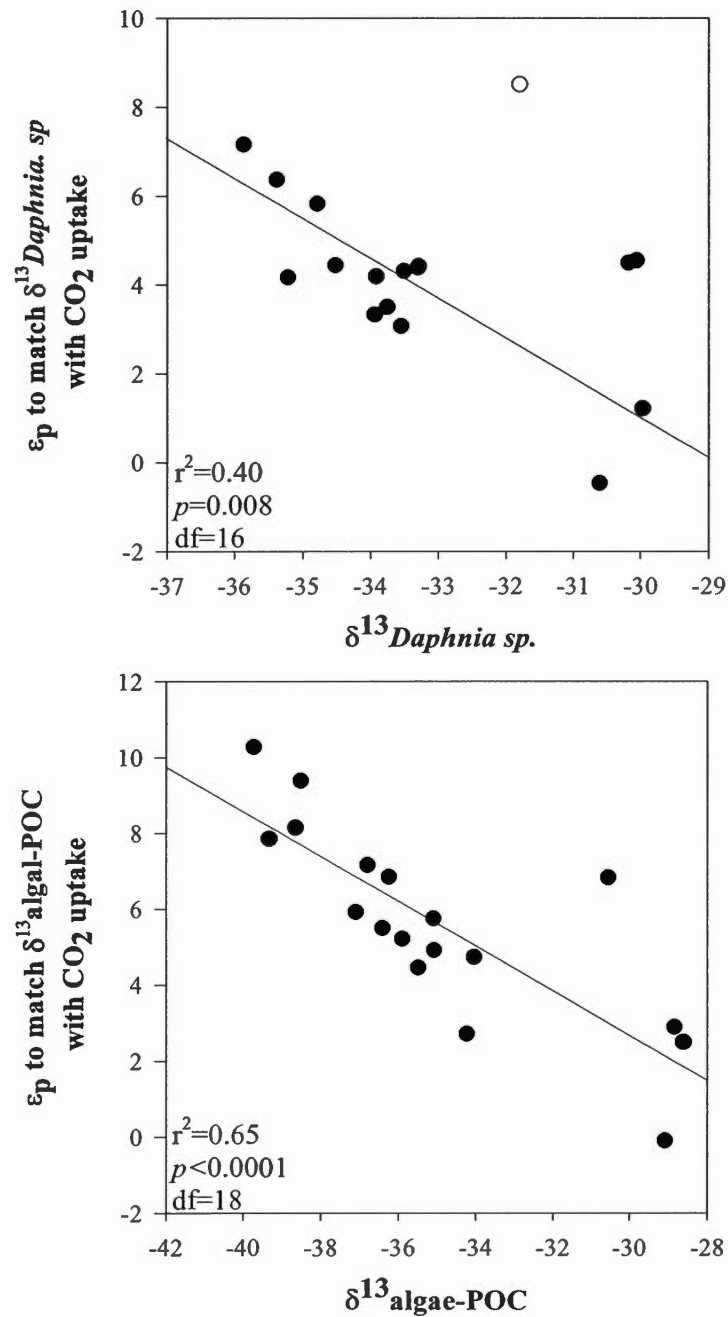 10
8
6
4
2
0
-2
εp to match δ13Daphnia. sp
with CO2 uptake
r2=0.40
p=0.008
df=16
-37 -36 -35 -34 -33 -32 -31 -30 -29
δ13Daphnia sp.
12
10
8
6
4
2
0
-2
εp to match δ13algal-POC
with CO2 uptake
r2=0.65
p<0.0001
df=18
-42 -40 -38 -36 -34 -32 -30 -28
δ13algae-POC